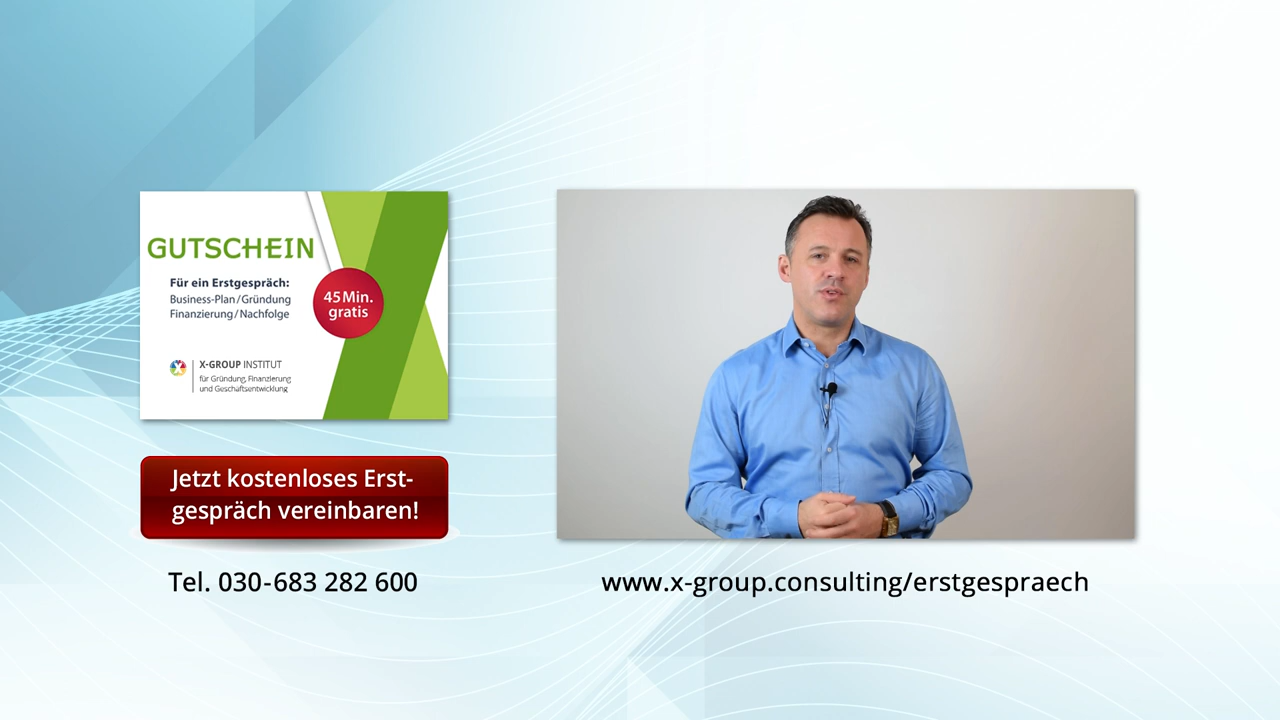 GUTSCHEIN
Für ein Erstgespräch:
Business-Plan/Gründung
Finanzierung/Nachfolge
45 Min.
gratis
X-GROUP INSTITUT
für Gründung, Finanzierung
und Geschäftsentwicklung
Jetzt kostenloses Erst-
gespräch vereinbaren!
Tel. 030-683 282 600
www.x-group.consulting/erstgespraech